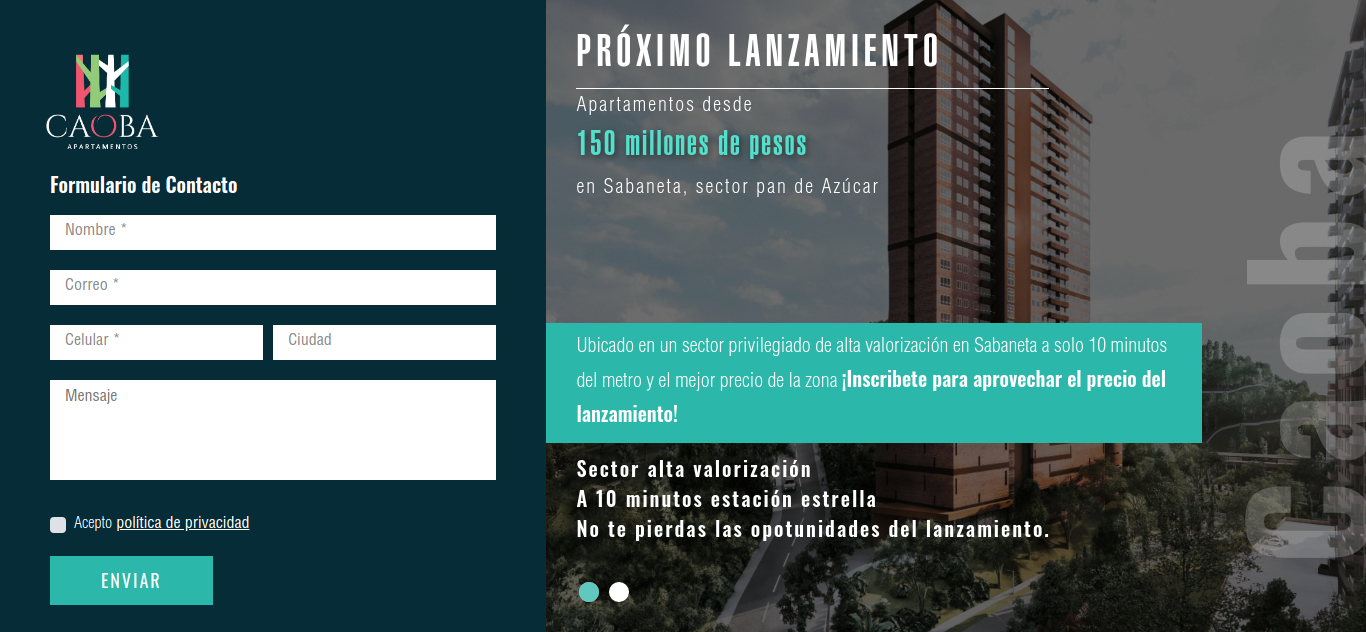 CAOBA
APARTAMENTOS
Formulario de Contacto
Nombre *
Correo *
Celular *
Ciudad
Mensaje
Acepto política de privacidad
ENVIAR
PRÓXIMO LANZAMIENTO
Apartamentos desde
150 millones de pesos
en Sabaneta, sector pan de Azúcar
Ubicado en un sector privilegiado de alta valorización en Sabaneta a solo 10 minutos
del metro y el mejor precio de la zona ¡Inscribete para aprovechar el precio del
lanzamiento!
Sector alta valorización
A 10 minutos estación estrella
No te pierdas las opotunidades del lanzamiento.
Caoba